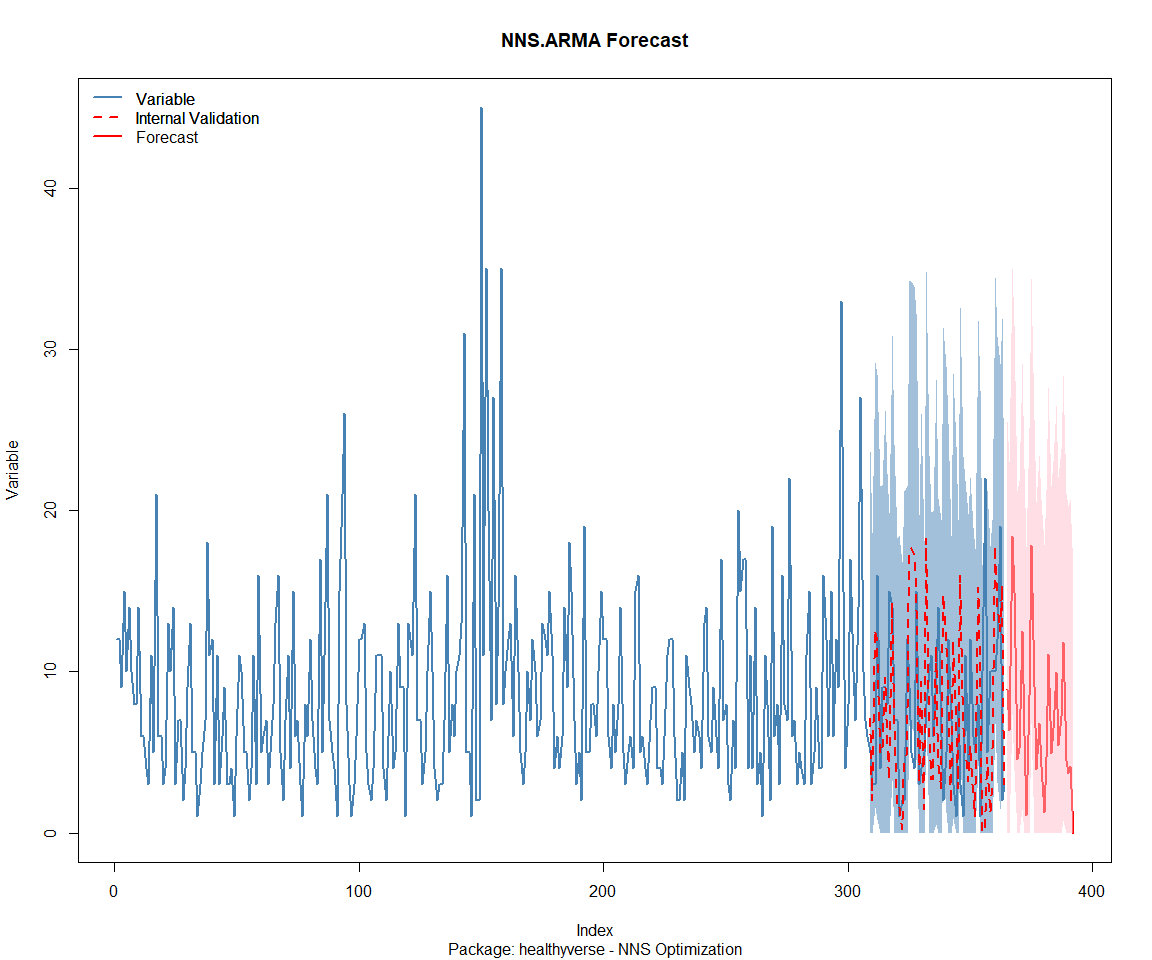 NNS.ARMA Forecast
Variable
Internal Validation
Forecast
Variable
40
30
20
10
0
0
100
200
300
400
Index
Package: healthyverse - NNS Optimization